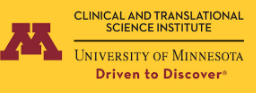 CLINICAL AND TRANSLATIONAL
SCIENCE INSTITUTE
UNIVERSITY OF MINNESOTA
Driven to Discover®